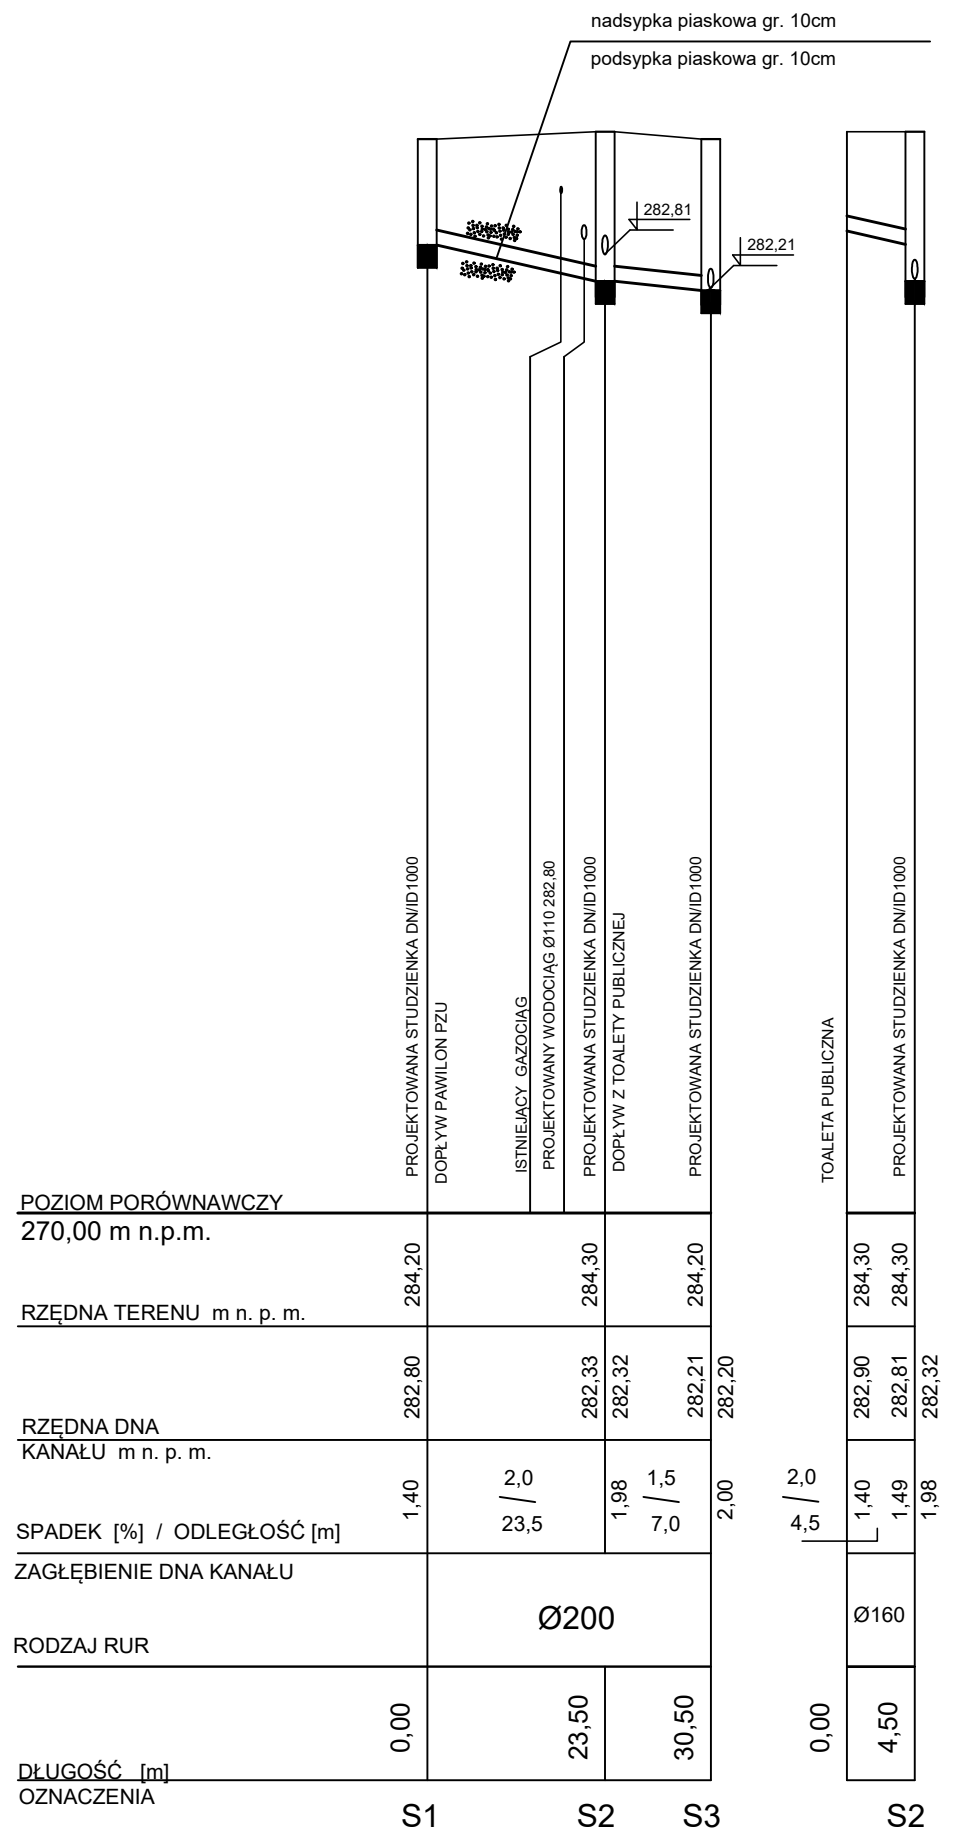 nadsypka piaskowa gr. 10cm
podsypka piaskowa gr. 10cm
282,81
282,21
PROJEKTOWANA STUDZIENKA DN/ID1000
DOPŁYW PAWILON PZU
ISTNIEJĄCY GAZOCIĄG
PROJEKTOWANY WODOCIĄG Ø110 282,80
PROJEKTOWANA STUDZIENKA DN/ID1000
DOPŁYW Z TOALETY PUBLICZNEJ
PROJEKTOWANA STUDZIENKA DN/ID1000
TOALETA PUBLICZNA
PROJEKTOWANA STUDZIENKA DN/ID1000
POZIOM PORÓWNAWCZY
270,00 m n.p.m.
RZĘDNA TERENU m n. p. m.
284,20
284,30
284,20
284,30
284,30
RZĘDNA DNA
KANAŁU m n. p. m.
282,80
282,33
282,32
282,21
282,20
282,90
282,81
282,32
SPADEK [%] / ODLEGŁOŚĆ [m]
1,40
2,0
23,5
1,98
1,5
7,0
2,00
2,0
4,5
1,40
1,49
1,98
ZAGŁĘBIENIE DNA KANAŁU
RODZAJ RUR
Ø200
Ø160
DŁUGOŚĆ [m]
0,00
23,50
30,50
0,00
4,50
OZNACZENIA
S1
S2
S3
S2